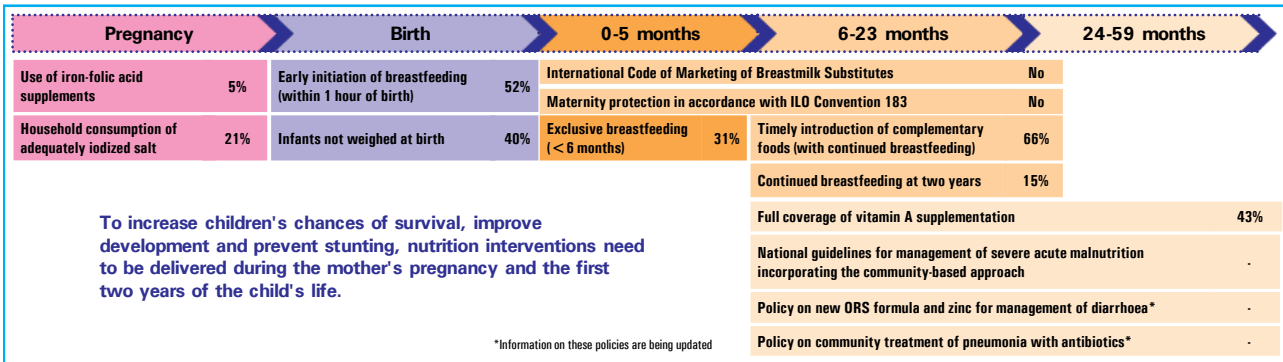 Pregnancy
Birth
0-5 months
6-23 months
24-59 months
Use of iron-folic acid
supplements
5%
Household consumption of
adequately iodized salt
21%
Early initiation of breastfeeding
(within 1 hour of birth)
52%
Infants not weighed at birth
40%
International Code of Marketing of Breastmilk Substitutes
No
Maternity protection in accordance with ILO Convention 183
No
Exclusive breastfeeding
(<6 months)
31%
Timely introduction of complementary
foods (with continued breastfeeding)
66%
Continued breastfeeding at two years
15%
Full coverage of vitamin A supplementation
43%
National guidelines for management of severe acute malnutrition
incorporating the community-based approach
-
Policy on new ORS formula and zinc for management of diarrhoea*
-
Policy on community treatment of pneumonia with antibiotics*
-
To increase children's chances of survival, improve
development and prevent stunting, nutrition interventions need
to be delivered during the mother's pregnancy and the first
two years of the child's life.
*Information on these policies are being updated